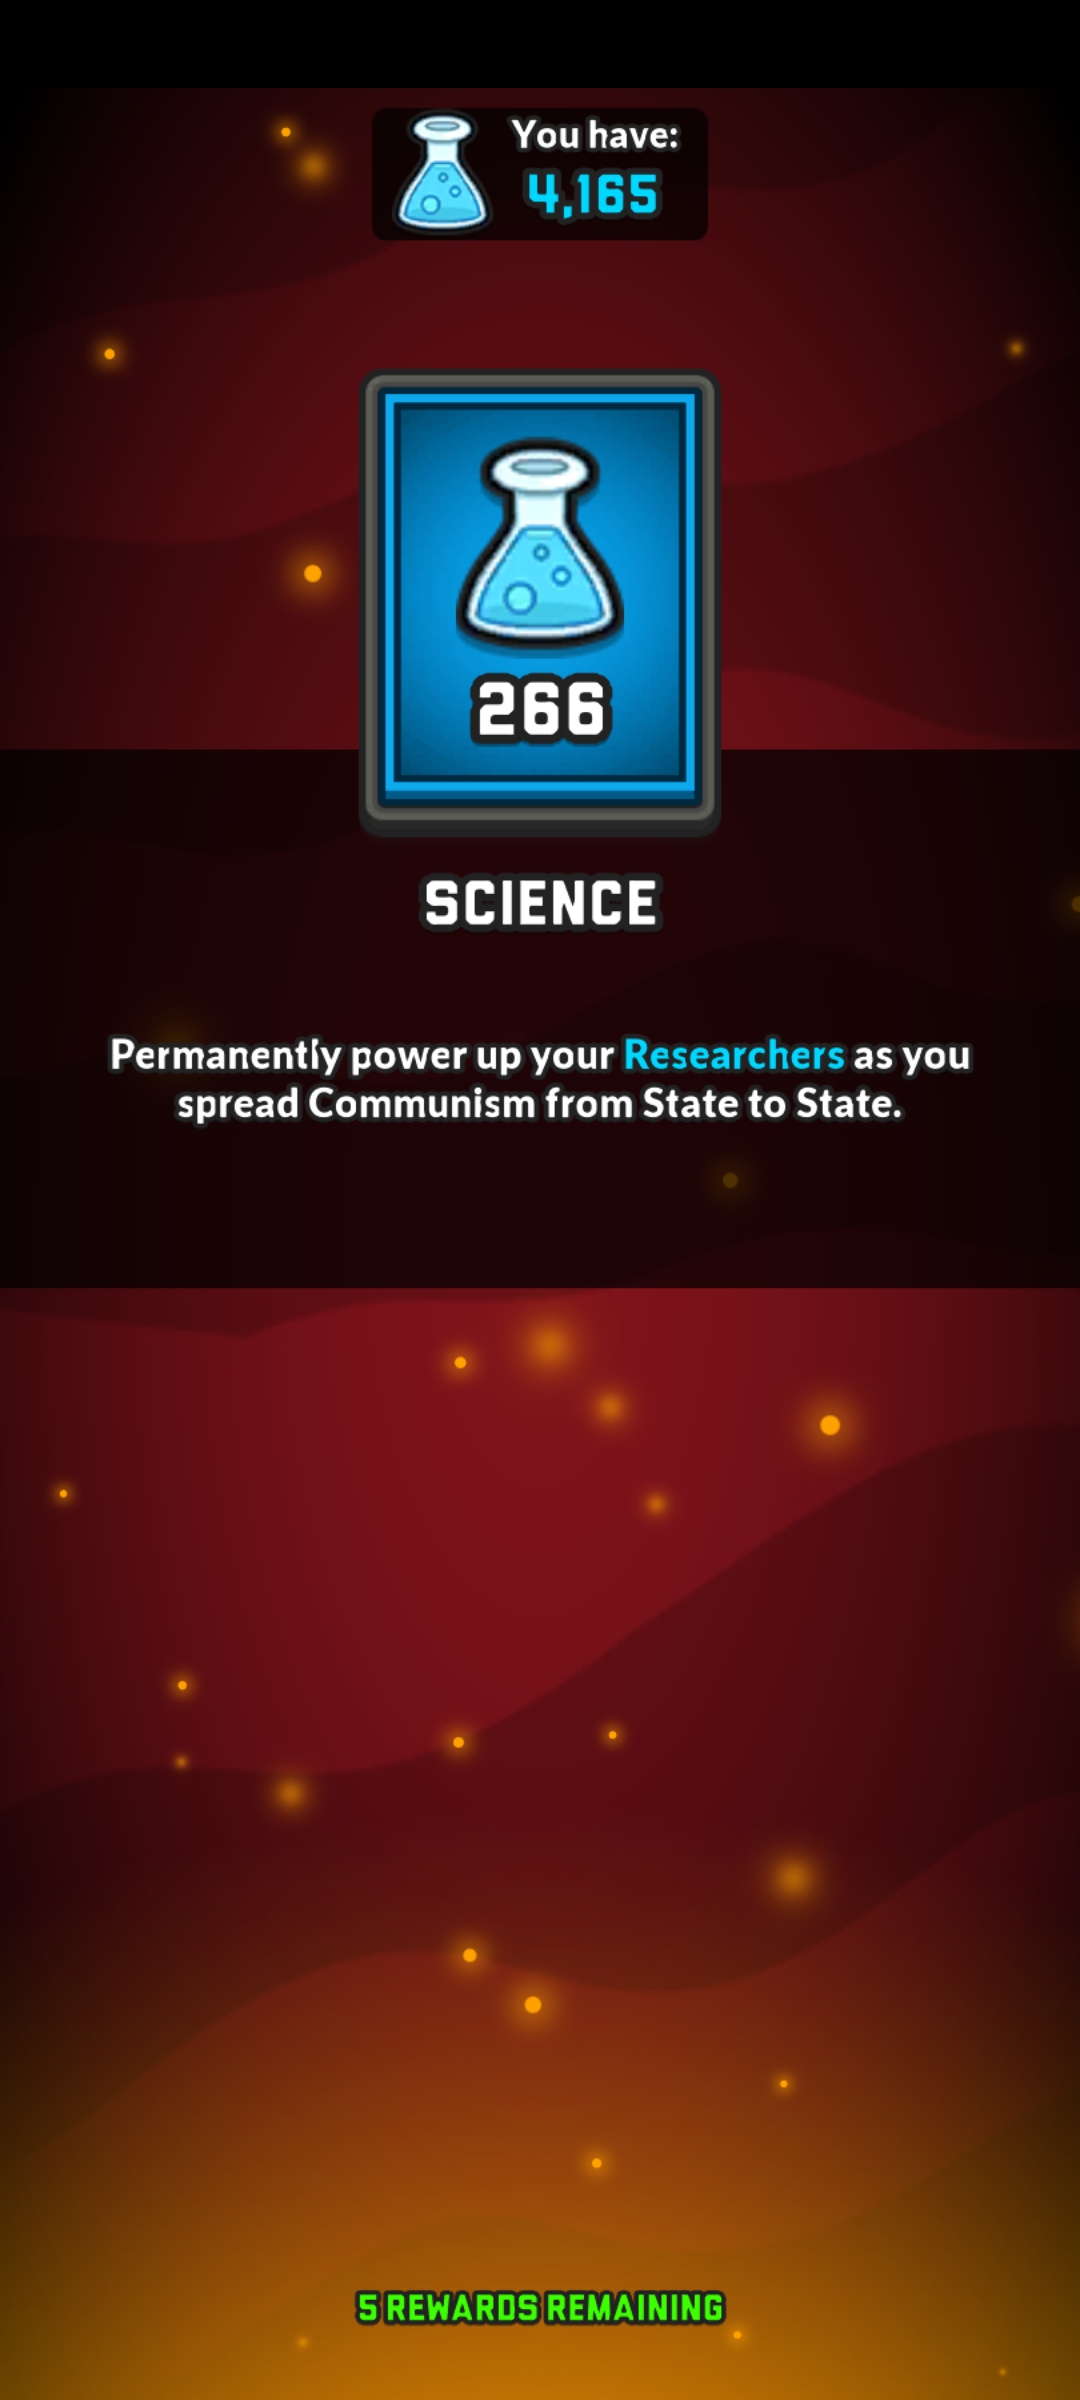 You have:
4,165
266
SCIENCE
Permanently power up your Researchers as you
spread Communism from State to State.
5 REWARDS REMAINING